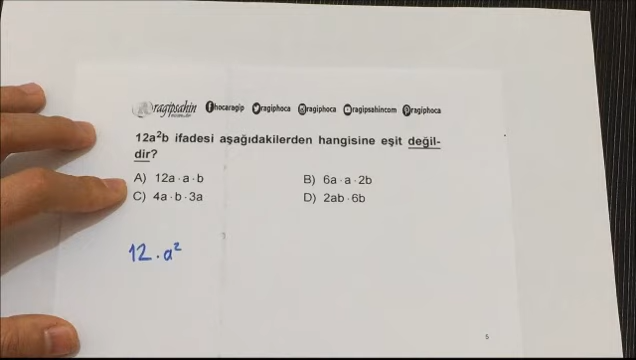 ragipsahin hocaragip ragiphoca ragiphoca ragipsahincom ragiphoca
12a²b ifadesi aşağıdakilerden hangisine eşit değil-
dir?
A) 12a·a·b B) 6a·a·2b
C) 4a·b·3a D) 2ab·6b
12·a²
5